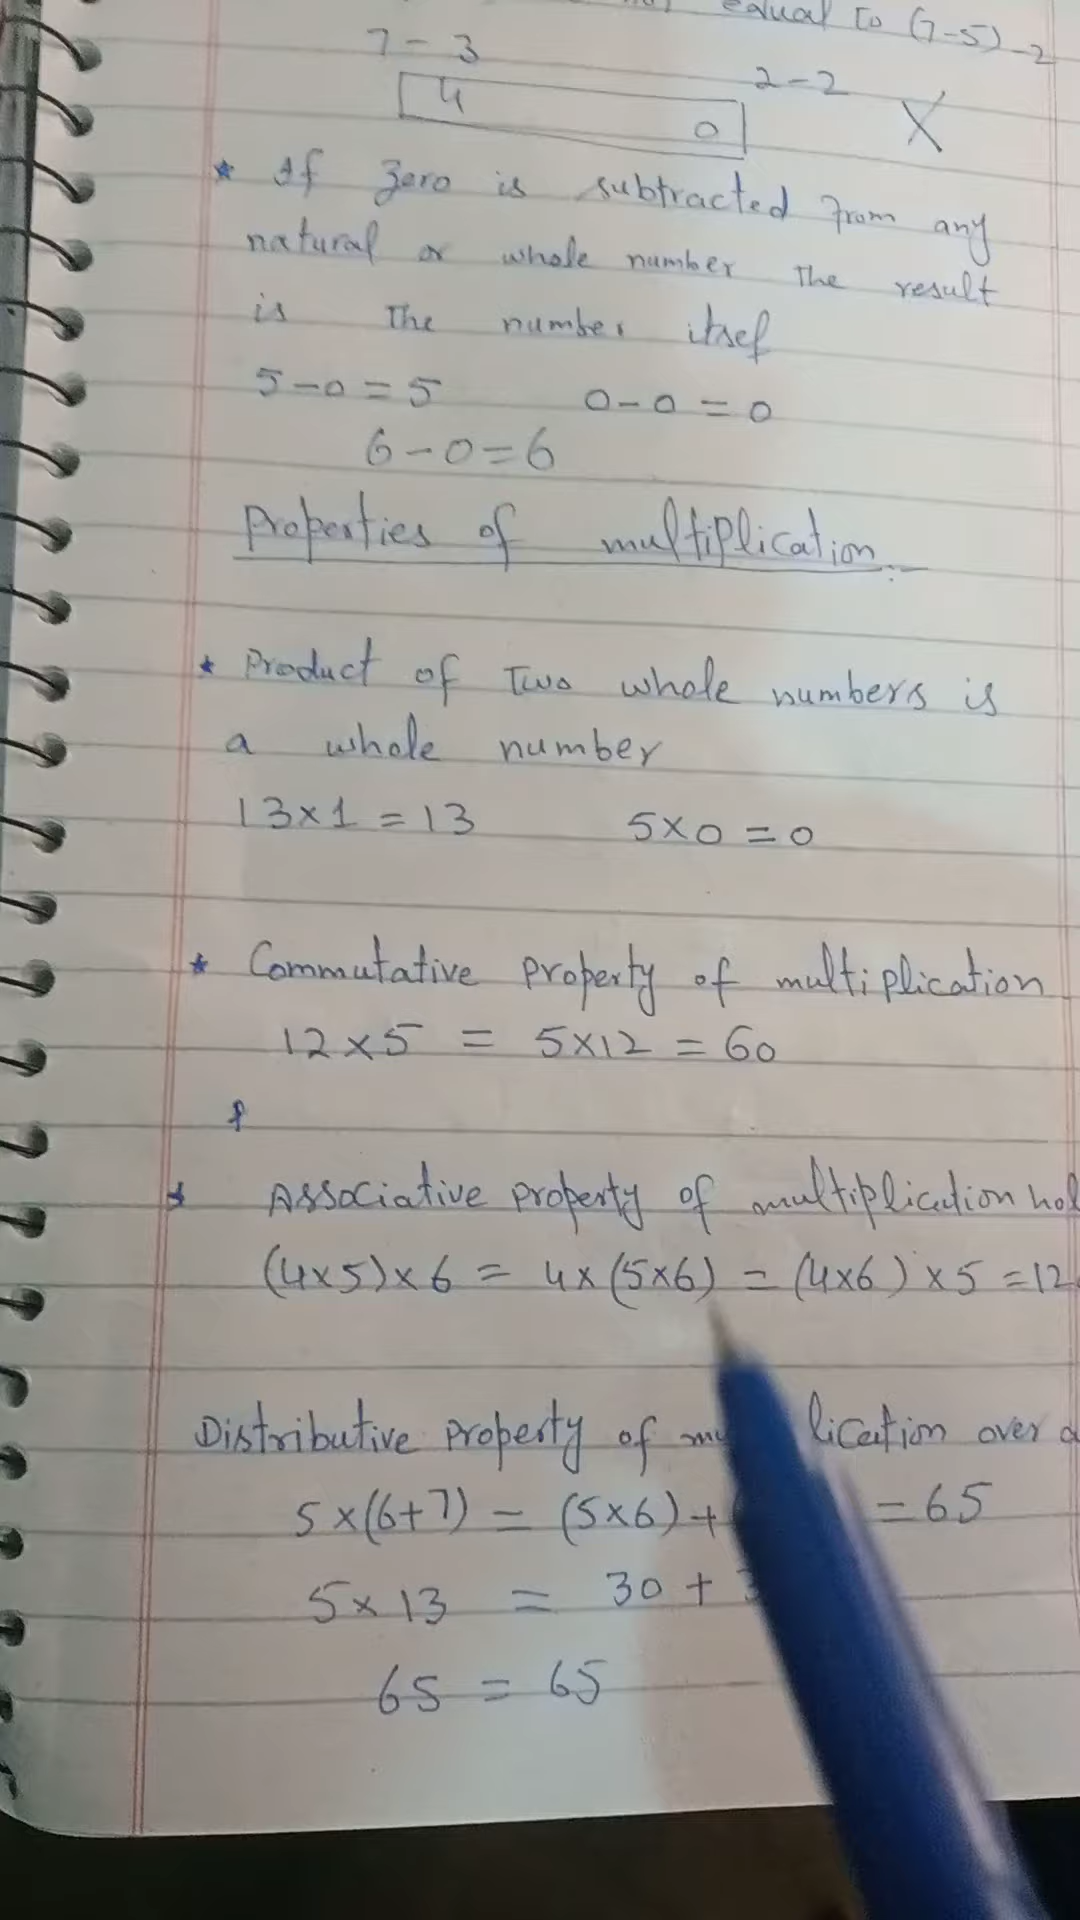 equal to (7-5)-2
7-3
2-2 X
4 0
* If zero is subtracted from any
natural or whole number the result
is the number itsef
5-0=5 0-0=0
6-0=6
Properties of multiplication
* Product of Two whole numbers is
a whole number
13×1=13 5×0=0
* Commutative property of multiplication
12×5 = 5×12 = 60
* Associative property of multiplication hol
(4×5)×6 = 4×(5×6) = (4×6)×5=12
Distributive property of lication over
5×(6+7) = (5×6)+ =65
5×13 = 30+
65 = 65